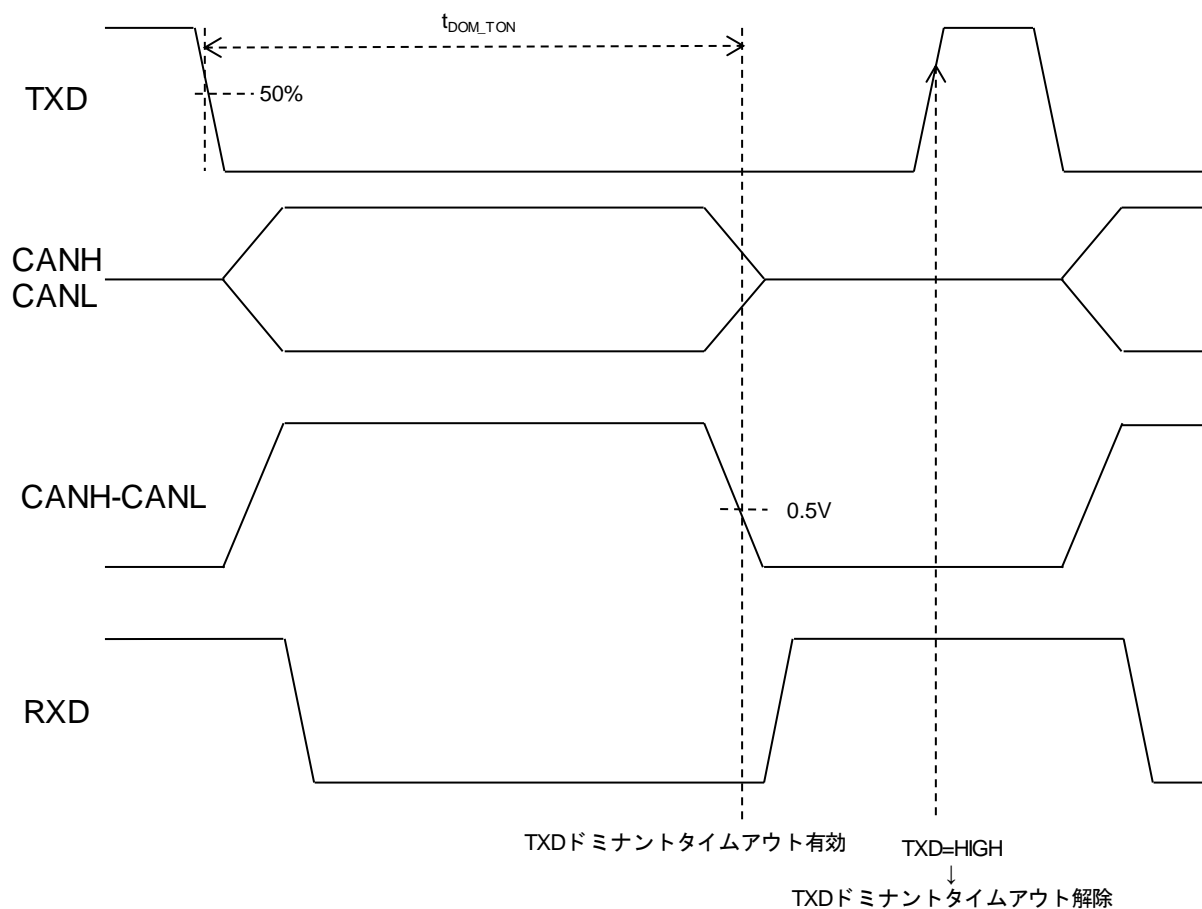 tDOM_TON
TXD
50%
CANH
CANL
CANH-CANL
0.5V
RXD
TXDドミナントタイムアウト有効
TXD=HIGH
↓
TXDドミナントタイムアウト解除